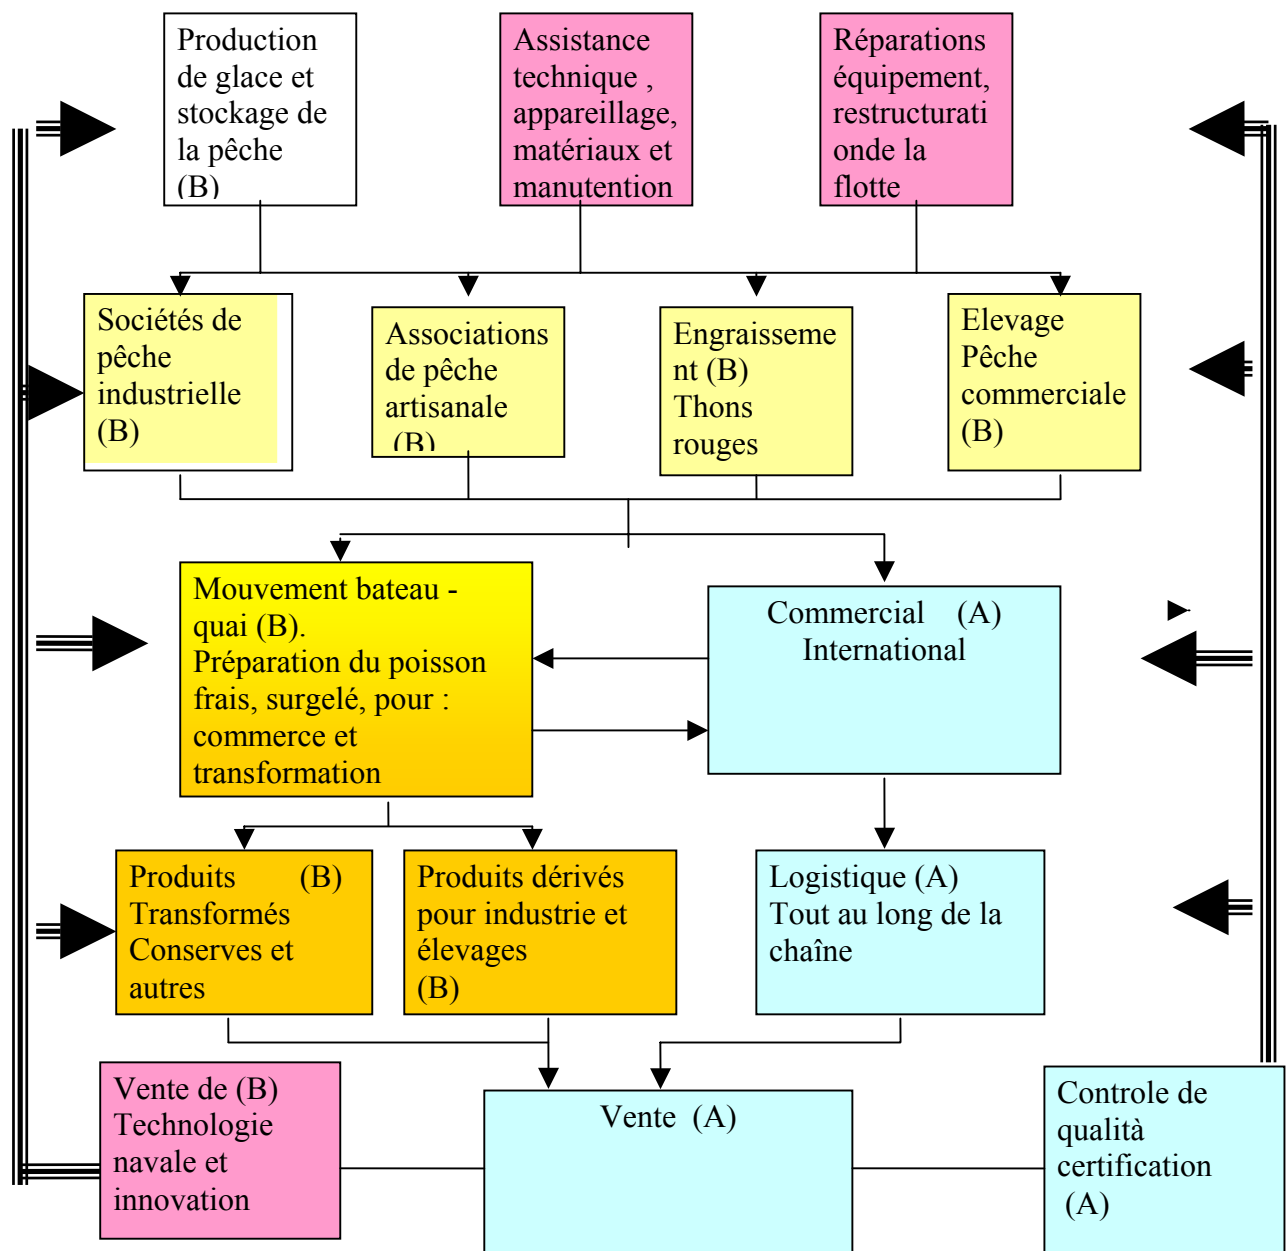 Production
de glace et
stockage de
la pêche
(B)
Assistance
technique ,
appareillage,
matériaux et
manutention
Réparations
équipement,
restructurati
onde la
flotte
Sociétés de
pêche
industrielle
(B)
Associations
de pêche
artisanale
(B)
Engraisseme
nt (B)
Thons
rouges
Elevage
Pêche
commerciale
(B)
Mouvement bateau -
quai (B).
Préparation du poisson
frais, surgelé, pour :
commerce et
transformation
Commercial (A)
International
Produits (B)
Transformés
Conserves et
autres
Produits dérivés
pour industrie et
élevages
(B)
Logistique (A)
Tout au long de la
chaîne
Vente de (B)
Technologie
navale et
innovation
Vente (A)
Controle de
qualità
certification
(A)